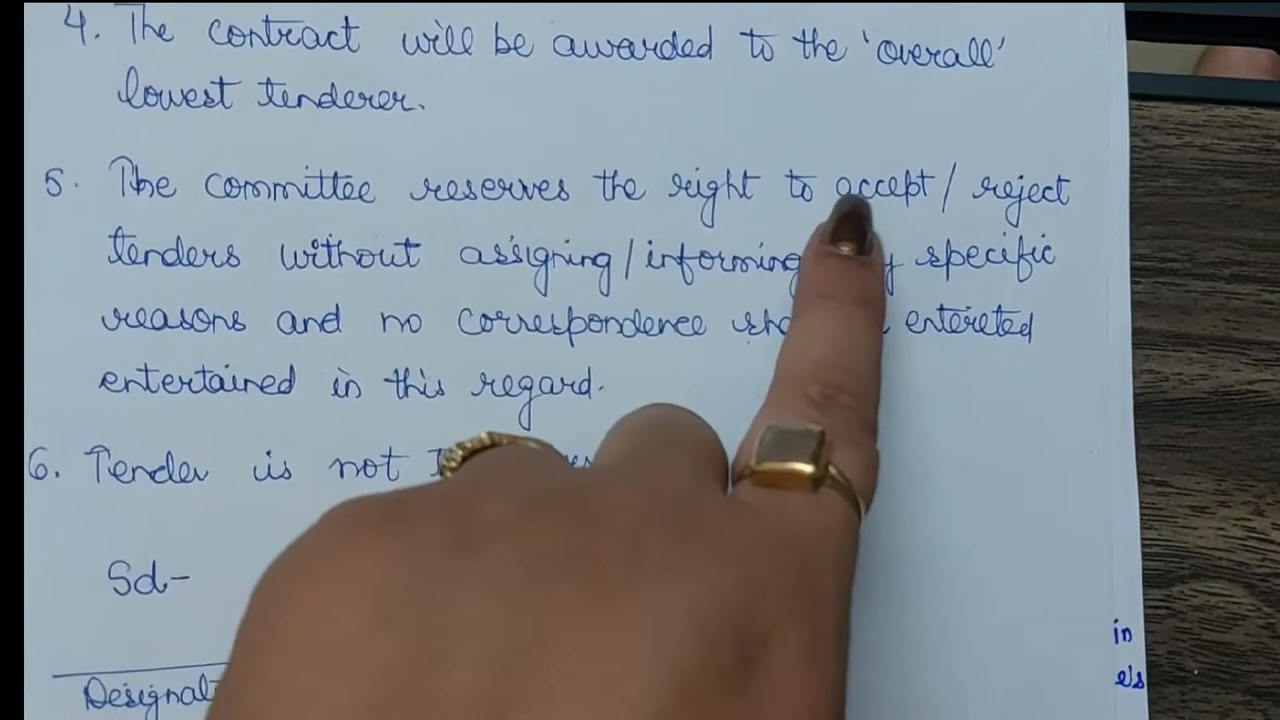 4. The contract will be awarded to the 'overall'
lowest tenderer.
5. The committee reserves the right to accept / reject
tenders without assigning / informing specific
reasons and no correspondence entereted
entertained in this regard.
6. Tender is not
Sd-
in